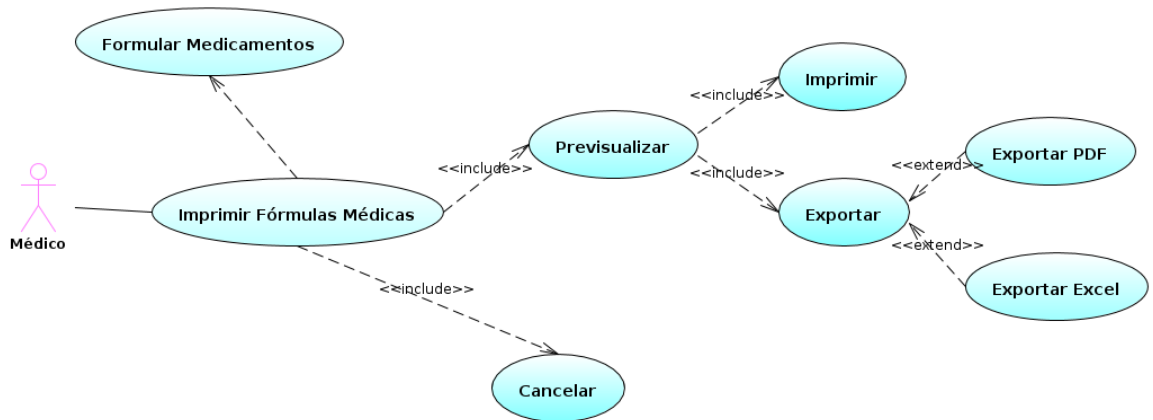 Formular Medicamentos
Imprimir
<<include>>
Exportar PDF
Previsualizar
<<extend>>
<<include>>
<<include>>
Imprimir Fórmulas Médicas
Exportar
Médico
<<extend>>
<<include>>
Exportar Excel
Cancelar